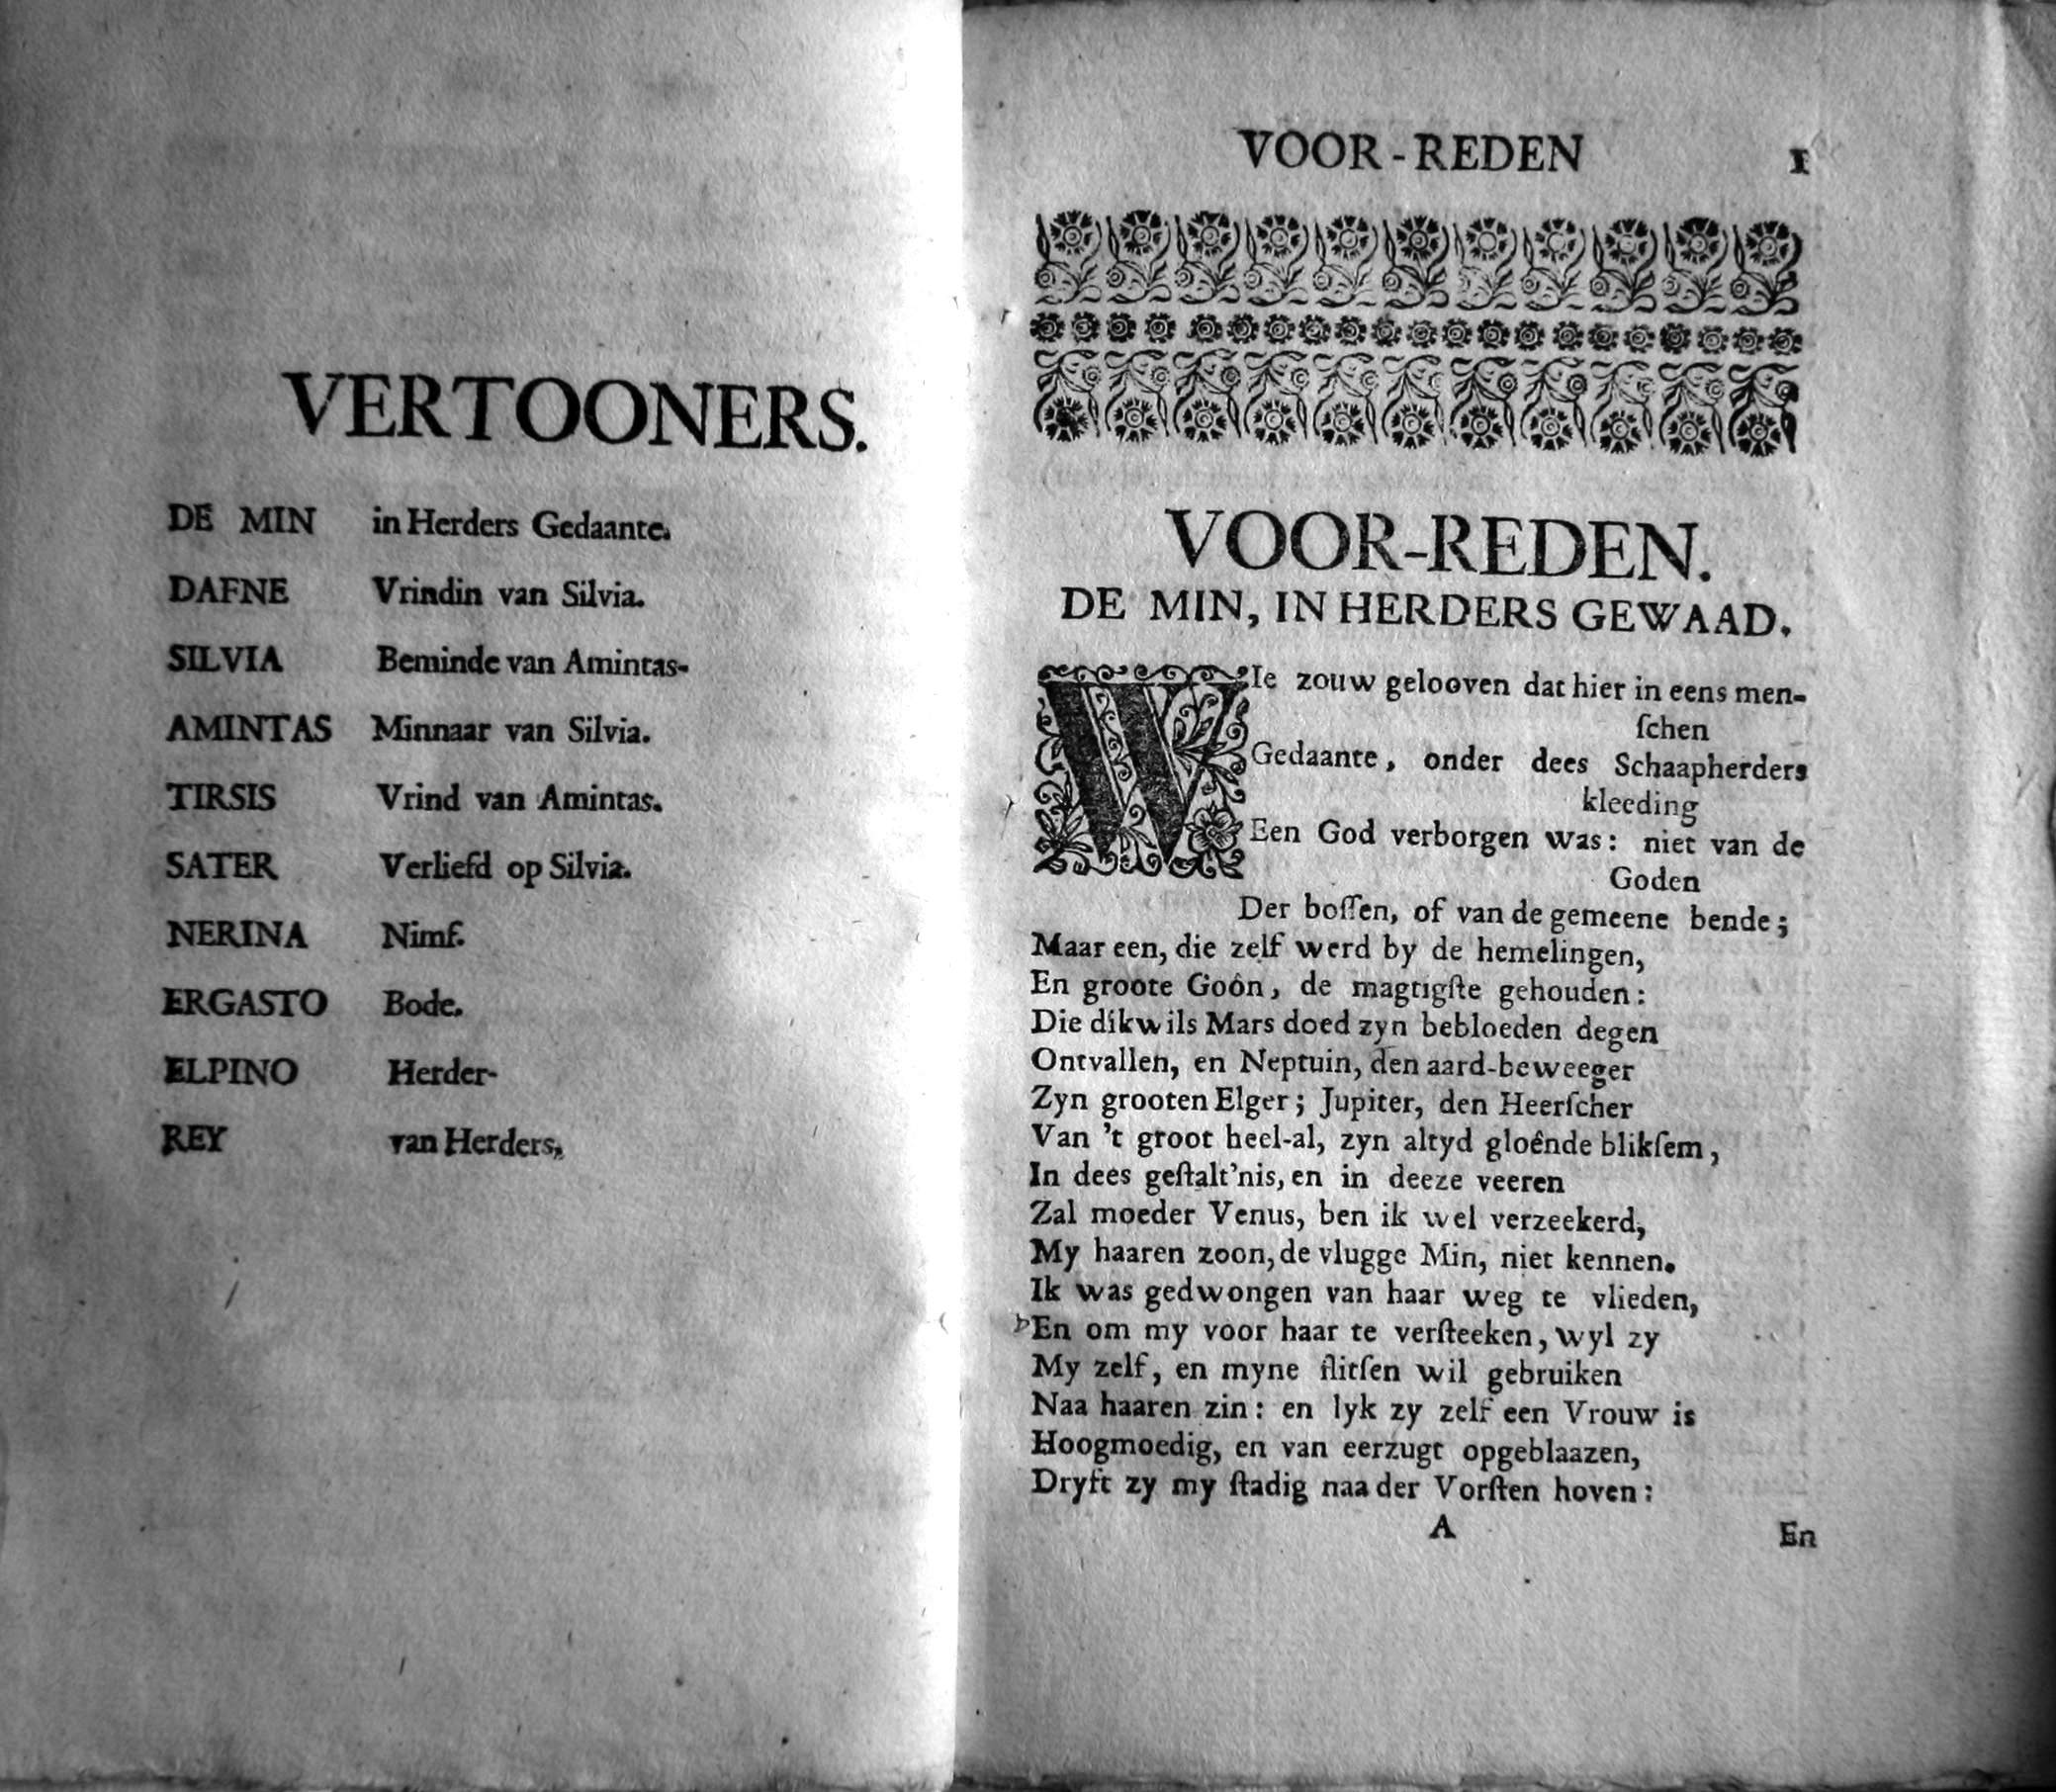 VERTOONERS.
DE MIN in Herders Gedaante.
DAFNE Vrindin van Silvia.
SILVIA Beminde van Amintas-
AMINTAS Minnaar van Silvia.
TIRSIS Vrind van Amintas.
SATER Verliefd op Silvia.
NERINA Nimf.
ERGASTO Bode.
ELPINO Herder-
REY van Herders,
VOOR-REDEN 1
VOOR-REDEN.
DE MIN, IN HERDERS GEWAAD.
WIe zouw gelooven dat hier in eens men-
ſchen
Gedaante, onder dees Schaapherders
kleeding
Een God verborgen was: niet van de
Goden
Der boſſen, of van de gemeene bende;
Maar een, die zelf werd by de hemelingen,
En groote Goôn, de magtigſte gehouden:
Die dikwils Mars doed zyn bebloeden degen
Ontvallen, en Neptuin, den aard-beweeger
Zyn grooten Elger; Jupiter, den Heerſcher
Van 't groot heel-al, zyn altyd gloênde blikſem,
In dees geſtalt'nis, en in deeze veeren
Zal moeder Venus, ben ik wel verzeekerd,
My haaren zoon, de vlugge Min, niet kennen.
Ik was gedwongen van haar weg te vlieden,
En om my voor haar te verſteeken, wyl zy
My zelf, en myne flitſen wil gebruiken
Naa haaren zin: en lyk zy zelf een Vrouw is
Hoogmoedig, en van eerzugt opgeblaazen,
Dryft zy my ſtadig naa der Vorſten hoven:
A En